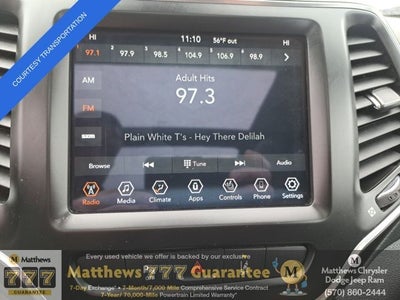 COURTESY TRANSPORTATION
HI
11:10
56°F out
HI
97.1
97.9
98.5
104.9
106.9
98.9
AM
FM
Adult Hits
97.3
Plain White T's - Hey There Delilah
Browse
Tune
Audio
Radio
Media
Climate
Apps
Controls
Phone
Settings
Matthews
777
GUARANTEE
Every used vehicle we offer is backed by our exclusive
Matthews 777 Guarantee
7-Day Exchange* • 7-Month/7,000 Mile Comprehensive Service Contract
7-Year/ 70,000-Miles Powertrain Limited Warranty*
M
Matthews Chrysler
Dodge Jeep Ram
(570) 860-2444